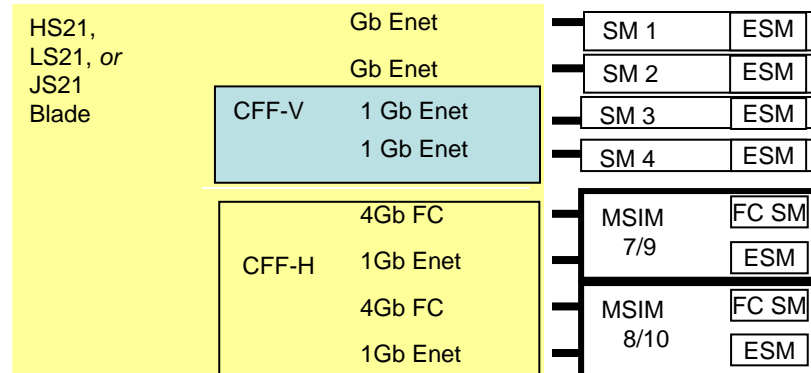 HS21,
LS21, or
JS21
Blade
Gb Enet
SM 1
ESM
Gb Enet
SM 2
ESM
CFF-V
1 Gb Enet
SM 3
ESM
1 Gb Enet
SM 4
ESM
CFF-H
4Gb FC
MSIM
7/9
FC SM
1Gb Enet
ESM
4Gb FC
MSIM
8/10
FC SM
1Gb Enet
ESM